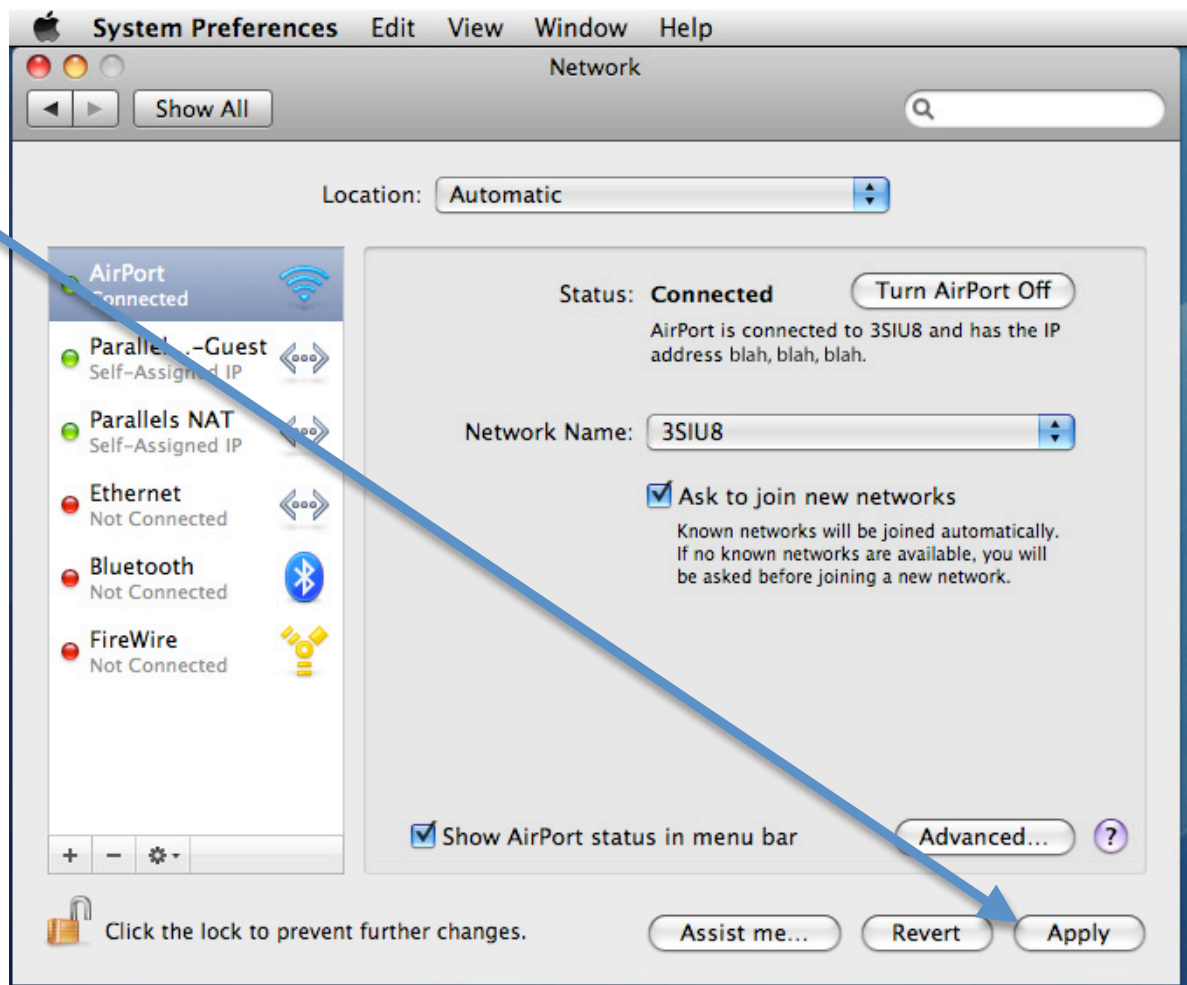 System Preferences Edit View Window Help
Network
Show All
Location: Automatic
AirPort
Connected
Parallel...-Guest
Self-Assigned IP
Parallels NAT
Self-Assigned IP
Ethernet
Not Connected
Bluetooth
Not Connected
FireWire
Not Connected
+ −
Status: Connected Turn AirPort Off
AirPort is connected to 3SIU8 and has the IP
address blah, blah, blah.
Network Name: 3SIU8
Ask to join new networks
Known networks will be joined automatically.
If no known networks are available, you will
be asked before joining a new network.
Show AirPort status in menu bar Advanced... ?
Click the lock to prevent further changes. Assist me... Revert Apply